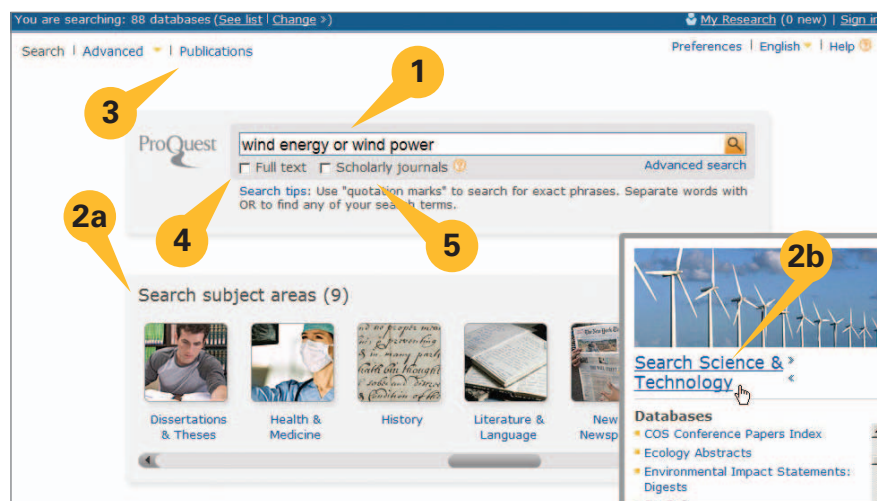 You are searching: 88 databases (See list | Change >)
My Research (0 new) | Sign in
Search | Advanced | Publications
Preferences | English | Help ?
3
1
ProQuest
wind energy or wind power
Full text Scholarly journals ?
Advanced search
Search tips: Use "quotation marks" to search for exact phrases. Separate words with
OR to find any of your search terms.
2a
4
5
2b
Search subject areas (9)
Search Science & >
Technology <
Dissertations
& Theses
Health &
Medicine
History
Literature &
Language
New
Newsp
Databases
COS Conference Papers Index
Ecology Abstracts
Environmental Impact Statements:
Digests